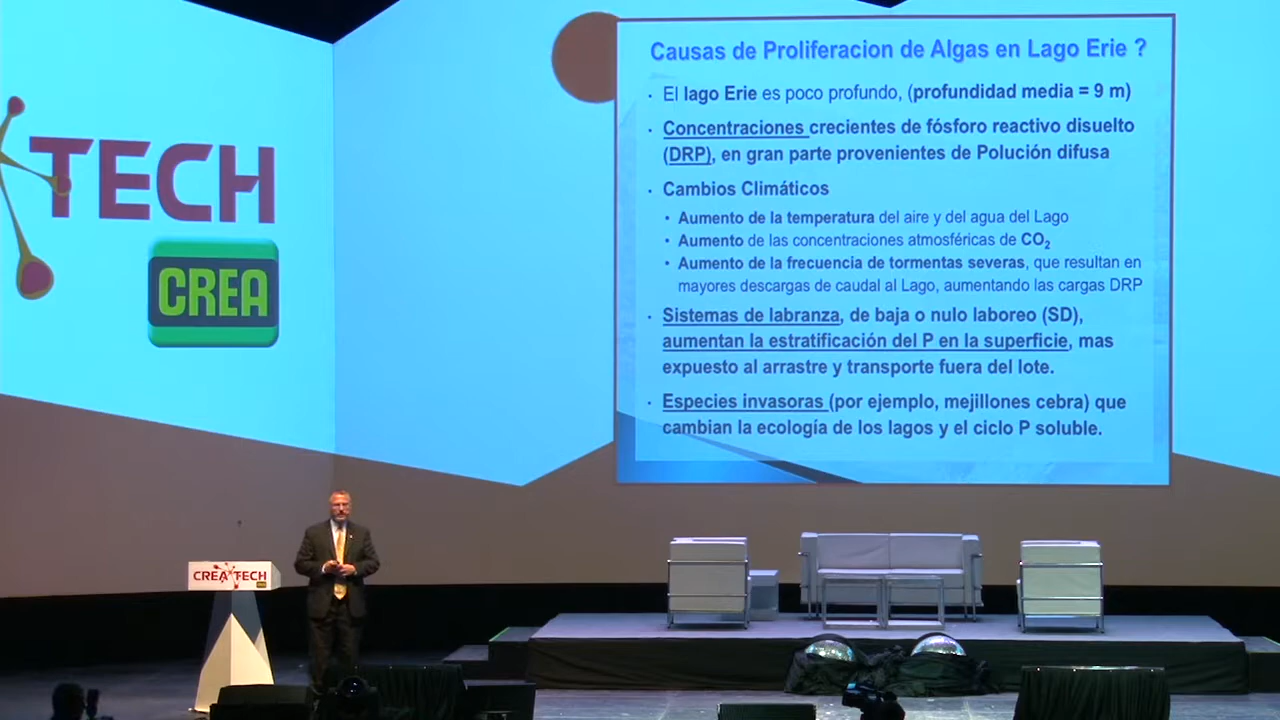 TECH
CREA
Causas de Proliferacion de Algas en Lago Erie ?
· El lago Erie es poco profundo, (profundidad media = 9 m)
· Concentraciones crecientes de fósforo reactivo disuelto
(DRP), en gran parte provenientes de Polución difusa
· Cambios Climáticos
• Aumento de la temperatura del aire y del agua del Lago
• Aumento de las concentraciones atmosféricas de CO₂
• Aumento de la frecuencia de tormentas severas, que resultan en
mayores descargas de caudal al Lago, aumentando las cargas DRP
· Sistemas de labranza, de baja o nulo laboreo (SD),
aumentan la estratificación del P en la superficie, mas
expuesto al arrastre y transporte fuera del lote.
· Especies invasoras (por ejemplo, mejillones cebra) que
cambian la ecología de los lagos y el ciclo P soluble.
CREA TECH